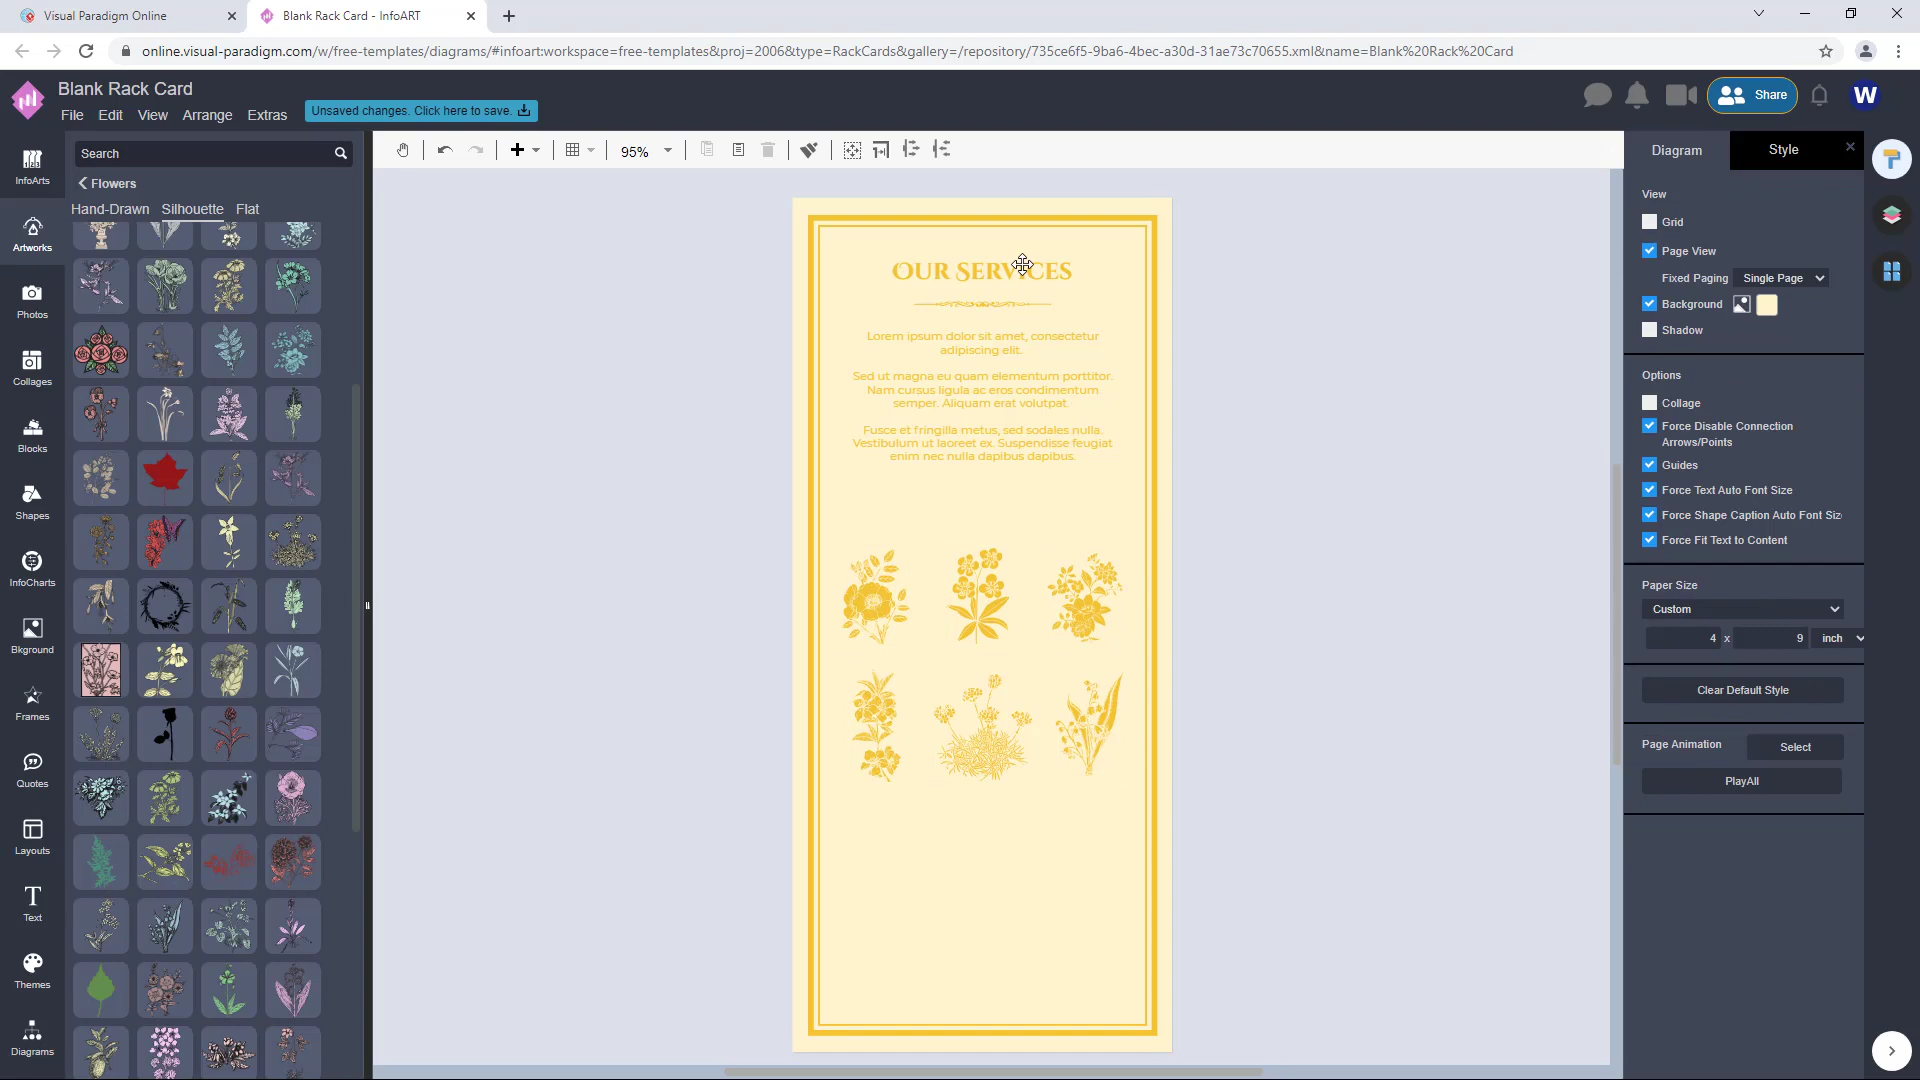 Visual Paradigm Online
Blank Rack Card - InfoART
online.visual-paradigm.com/w/free-templates/diagrams/#infoart:workspace=free-templates&proj=2006&type=RackCards&gallery=/repository/735ce6f5-9ba6-4bec-a30d-31ae73c70655.xml&name=Blank%20Rack%20Card
Blank Rack Card
File Edit View Arrange Extras
Unsaved changes. Click here to save.
Share
W
InfoArts
Artworks
Photos
Collages
Blocks
Shapes
InfoCharts
Bkground
Frames
Quotes
Layouts
Text
Themes
Diagrams
Search
Flowers
Hand-Drawn Silhouette Flat
95%
Our Services
Lorem ipsum dolor sit amet, consectetur
adipiscing elit.
Sed ut magna eu quam elementum porttitor.
Nam cursus ligula ac eros condimentum
semper. Aliquam erat volutpat.
Fusce et fringilla metus, sed sodales nulla.
Vestibulum ut laoreet ex. Suspendisse feugiat
enim nec nulla dapibus dapibus.
Diagram Style
View
Grid
Page View
Fixed Paging Single Page
Background
Shadow
Options
Collage
Force Disable Connection
Arrows/Points
Guides
Force Text Auto Font Size
Force Shape Caption Auto Font Siz
Force Fit Text to Content
Paper Size
Custom
4 x 9 inch
Clear Default Style
Page Animation Select
PlayAll